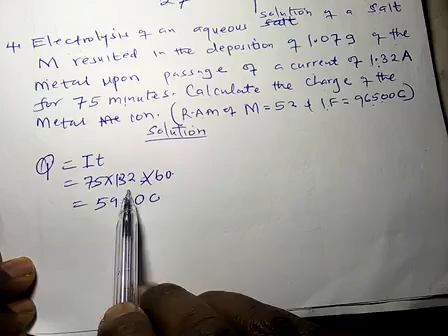 4. Electrolysis of an aqueous solution of a salt
M resulted in the deposition of 1.07g of the
metal upon passage of a current of 1.32A
for 75 minutes. Calculate the charge of the
metal ion. (R.A.M of M = 52 + 1F = 96500C)
Solution
Q = It
= 75 × 1.32 × 60
= 59 0 C